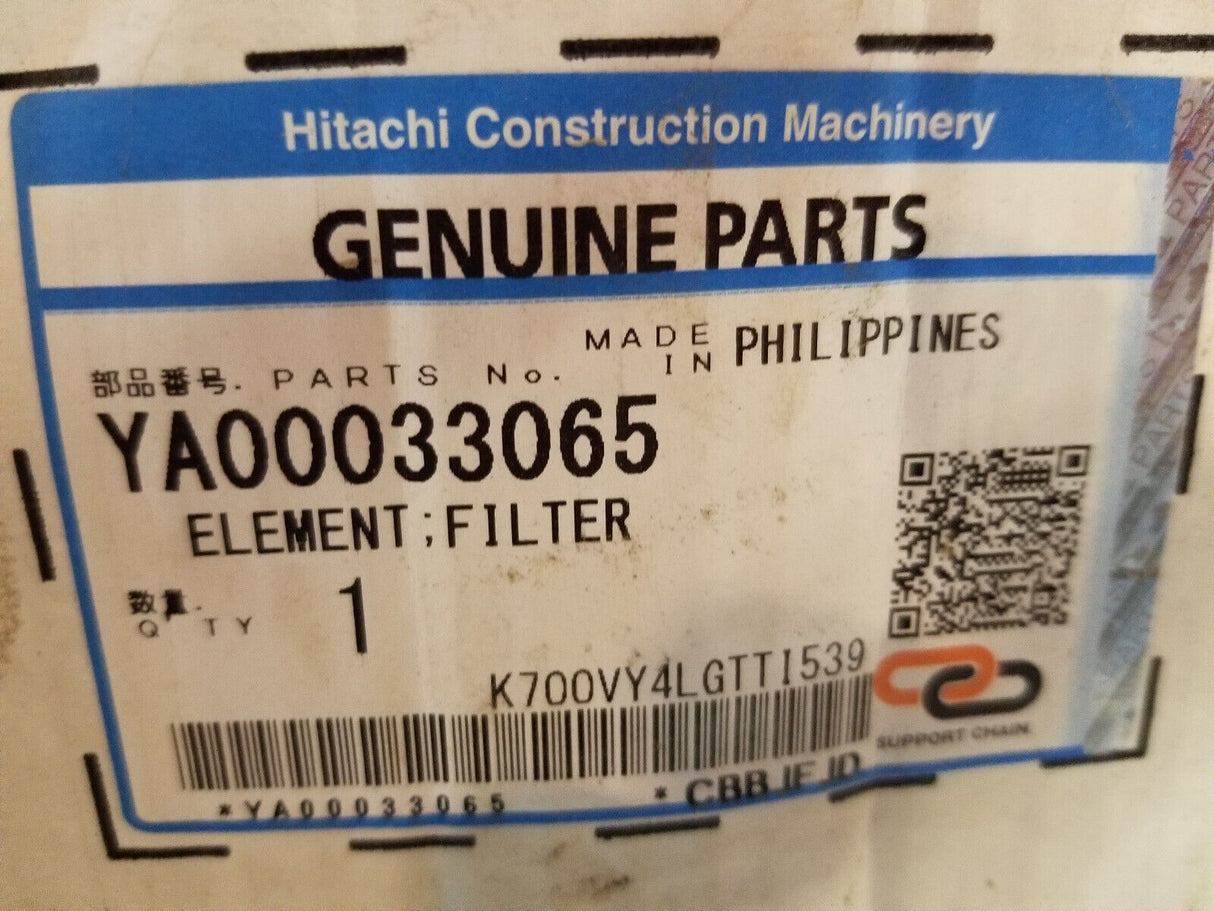 Hitachi Construction Machinery
GENUINE PARTS
MADE IN PHILIPPINES
部品番号. PARTS No.
YA00033065
ELEMENT;FILTER
数量.
QTY 1
K700VY4LGTTI539
SUPPORT CHAIN
*YA00033065 *
PARTS